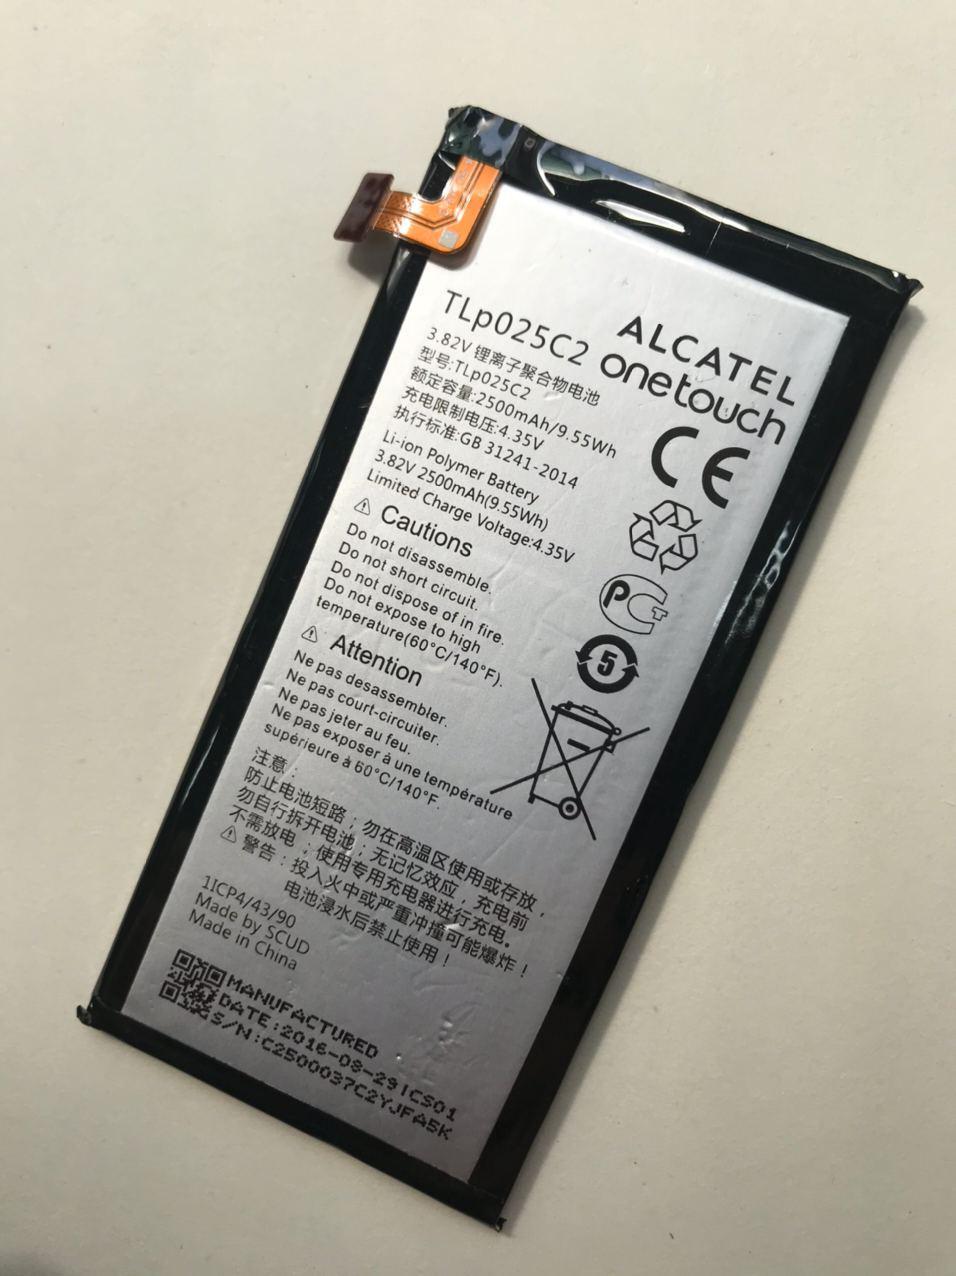 TLp025C2
ALCATEL
onetouch
3.82V 锂离子聚合物电池
型号:TLp025C2
额定容量:2500mAh/9.55Wh
充电限制电压:4.35V
执行标准:GB 31241-2014
Li-ion Polymer Battery
3.82V 2500mAh(9.55Wh)
Limited Charge Voltage:4.35V
CE
PCT
5
⚠ Cautions
Do not disassemble.
Do not short circuit.
Do not dispose of in fire.
Do not expose to high
temperature(60°C/140°F).
⚠ Attention
Ne pas desassembler.
Ne pas court-circuiter.
Ne pas jeter au feu.
Ne pas exposer à une température
supérieure à 60°C/140°F.
注意:
防止电池短路,勿在高温区使用或存放,
勿自行拆开电池;无记忆效应,充电前
不需放电,使用专用充电器进行充电。
⚠ 警告:投入火中或严重冲撞可能爆炸!
电池浸水后禁止使用!
1ICP4/43/90
Made by SCUD
Made in China
MANUFACTURED
DATE:2016-09-29ICS01
S/N:C2500037C2YJFA5K